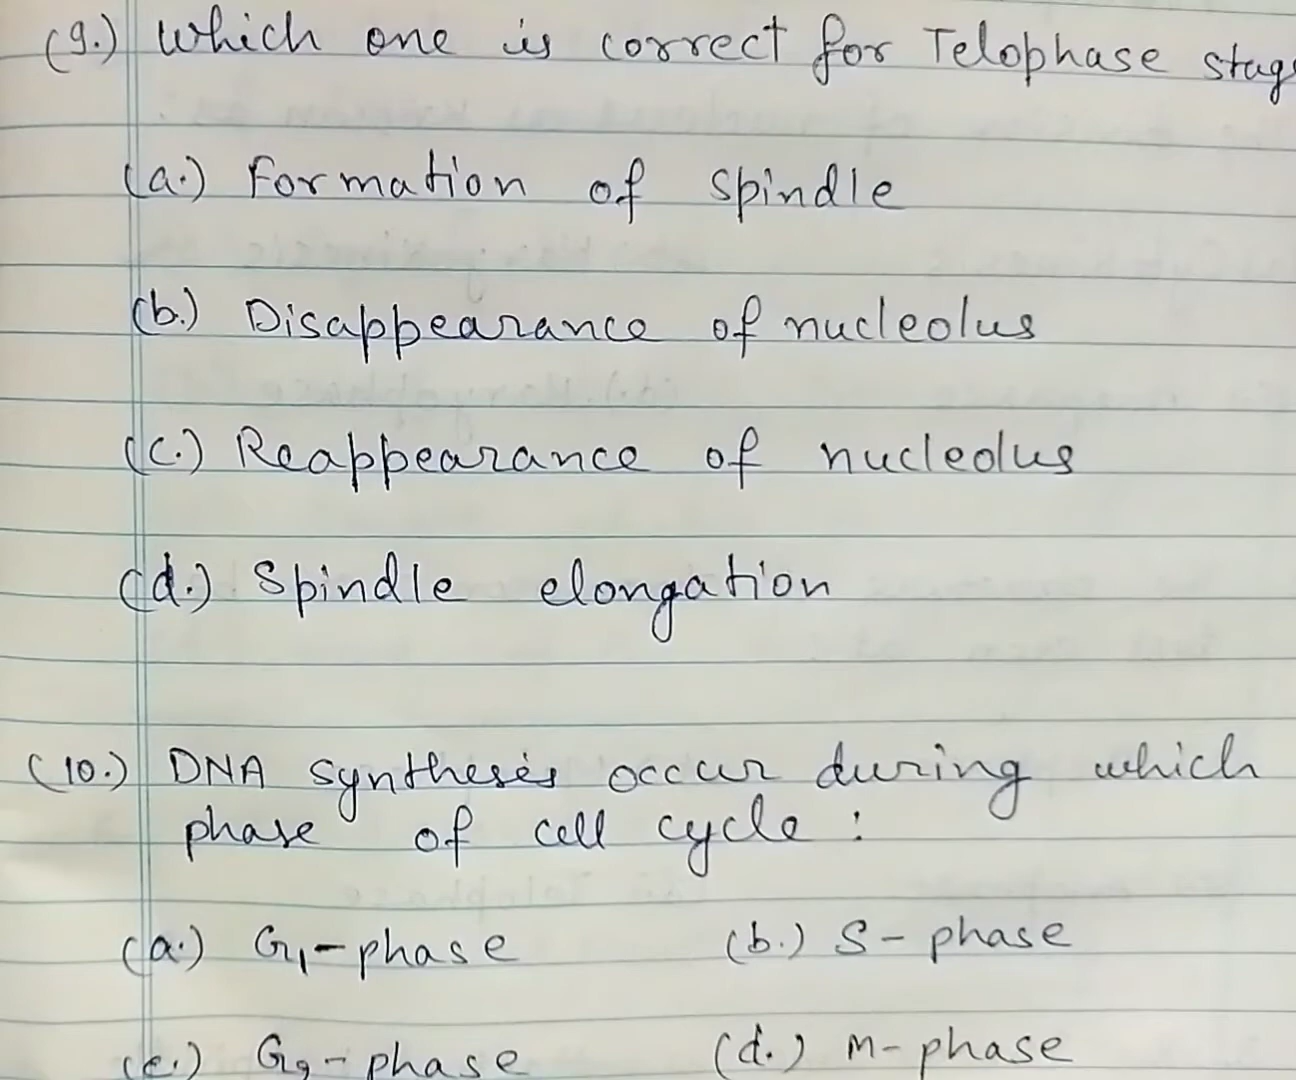 (9.) Which one is correct for Telophase stag
(a.) Formation of spindle
(b.) Disappearance of nucleolus
(c.) Reappearance of nucleolus
(d.) Spindle elongation
(10.) DNA synthesis occur during which
phase of cell cycle :
(a.) G₁-phase (b.) S-phase
(c.) G₂-phase (d.) M-phase